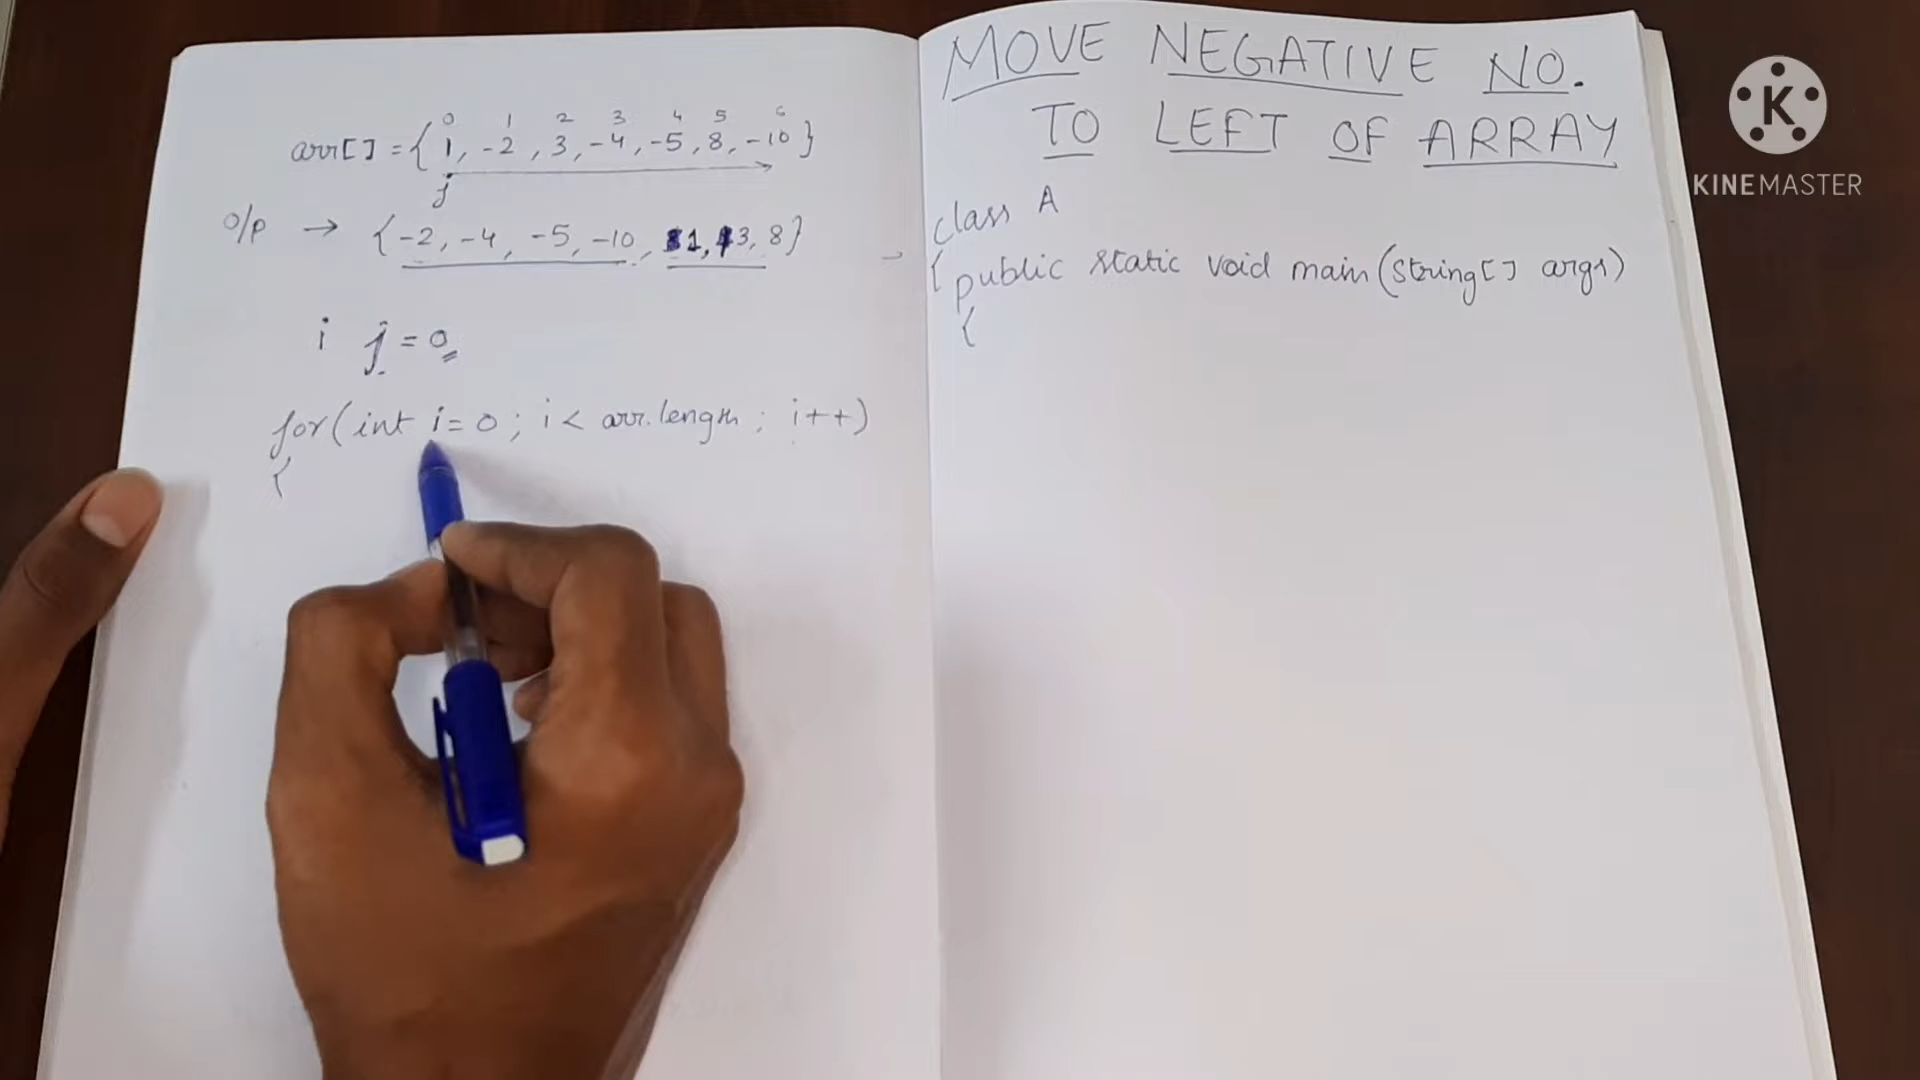 0 1 2 3 4 5 6
arr[] = { 1, -2, 3, -4, -5, 8, -10 }
j
o/p → { -2, -4, -5, -10, 1, 3, 8 }
i j = 0
for( int i = 0 ; i < arr.length ; i++ )
{
MOVE NEGATIVE NO.
TO LEFT OF ARRAY
class A
{ public static void main (String[] args)
{
K
KINEMASTER